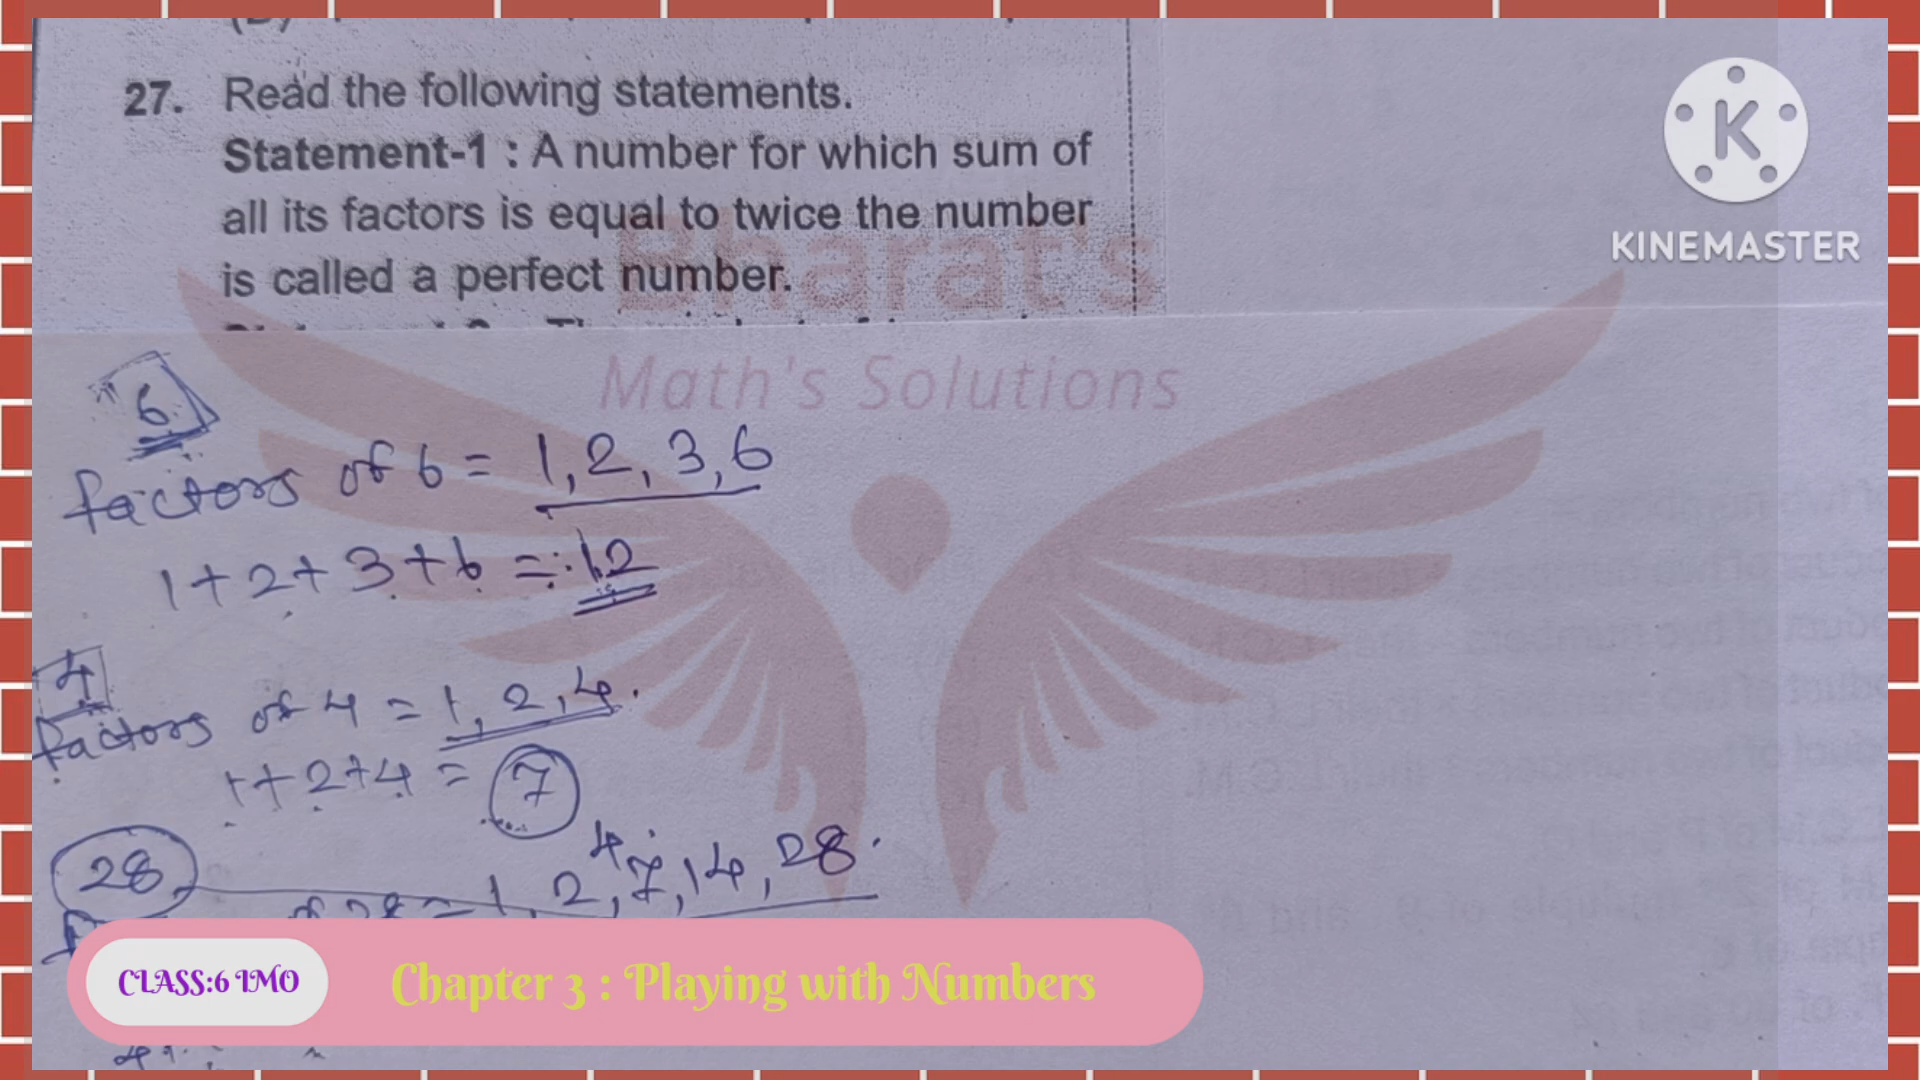 27. Read the following statements.
Statement-1 : A number for which sum of
all its factors is equal to twice the number
is called a perfect number.
KINEMASTER
Bharat's
Math's Solutions
6
factors of 6 = 1, 2, 3, 6
1+2+3+6 = 12
4
factors of 4 = 1, 2, 4.
1+2+4 = 7
28
of 28 = 1, 2, 4 7, 14, 28.
CLASS:6 IMO
Chapter 3 : Playing with Numbers